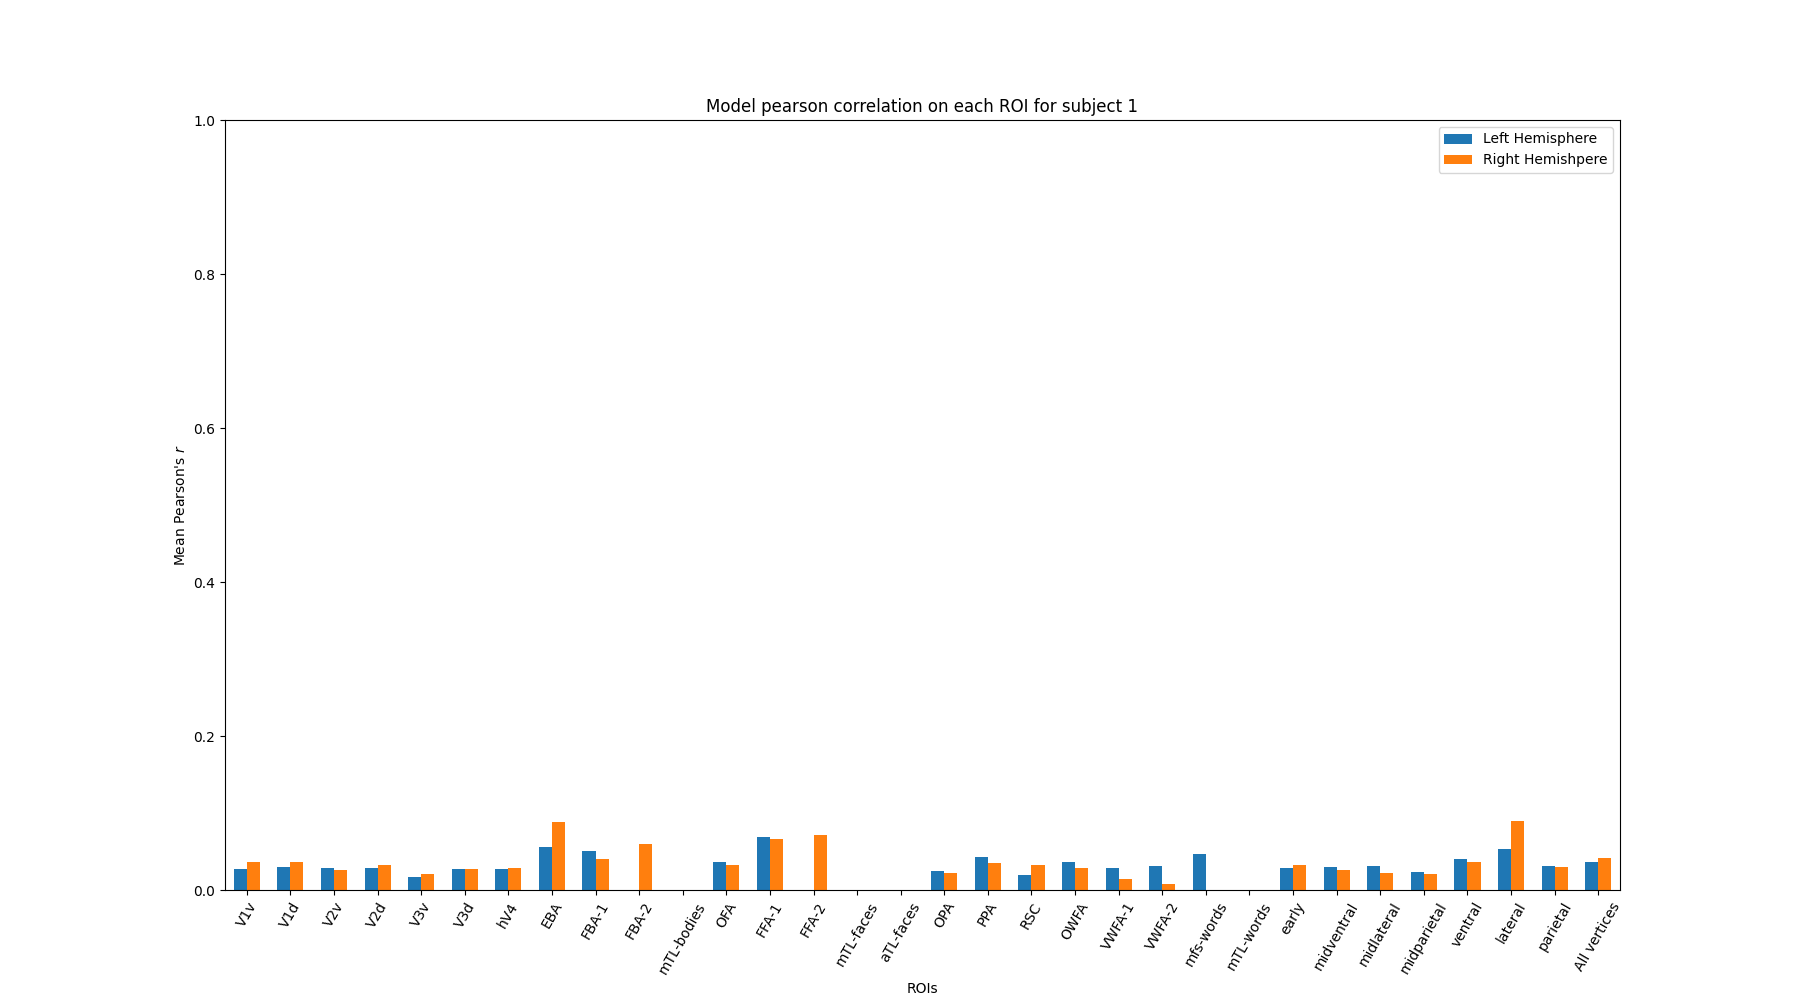 Model pearson correlation on each ROI for subject 1
1.0
0.8
0.6
0.4
0.2
0.0
Mean Pearson's r
Left Hemisphere
Right Hemishpere
V1v
V1d
V2v
V2d
V3v
V3d
hV4
EBA
FBA-1
FBA-2
mTL-bodies
OFA
FFA-1
FFA-2
mTL-faces
aTL-faces
OPA
PPA
RSC
OWFA
VWFA-1
VWFA-2
mfs-words
mTL-words
early
midventral
midlateral
midparietal
ventral
lateral
parietal
All vertices
ROIs